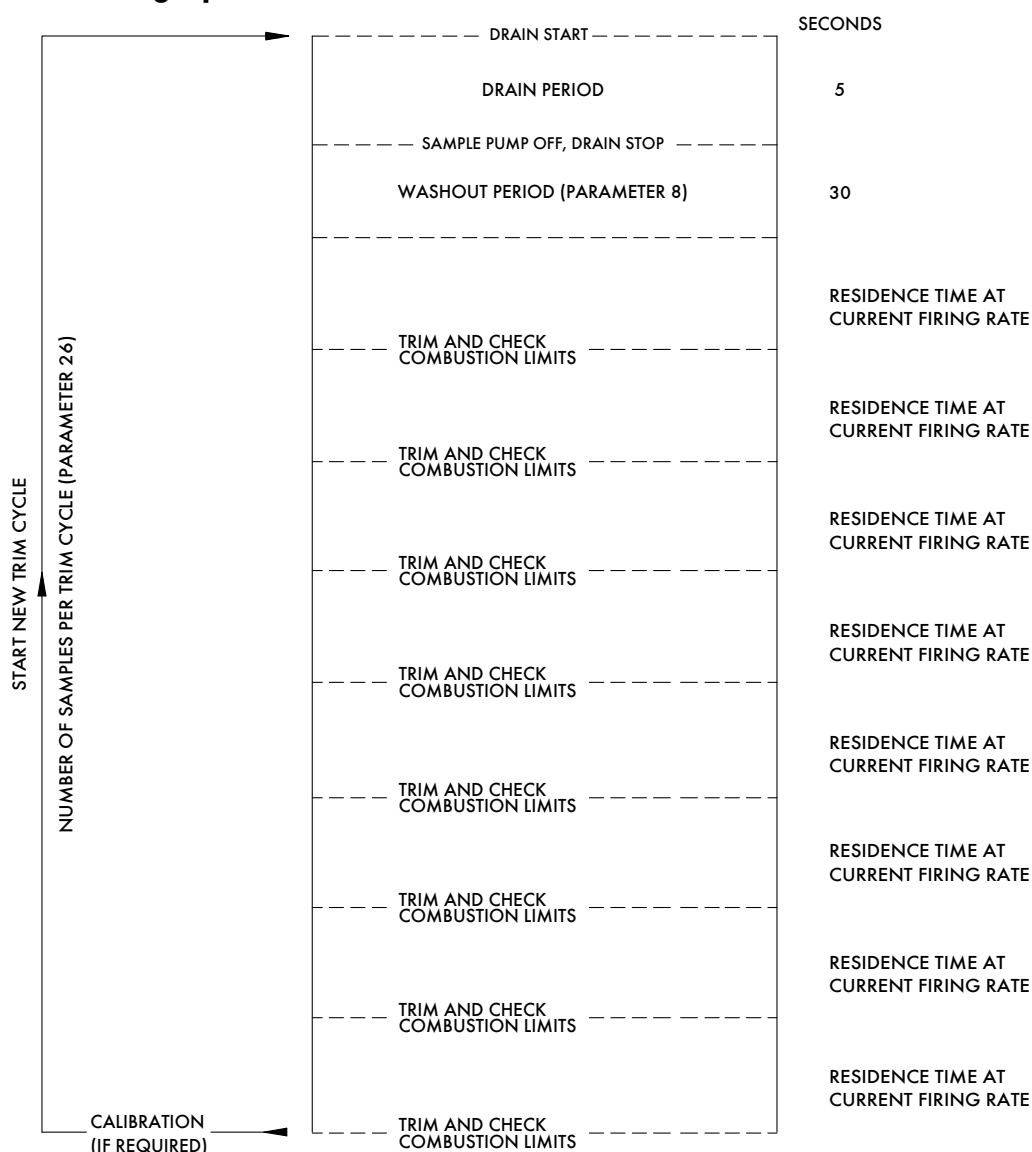 SECONDS
DRAIN START
DRAIN PERIOD
5
SAMPLE PUMP OFF, DRAIN STOP
WASHOUT PERIOD (PARAMETER 8)
30
RESIDENCE TIME AT
CURRENT FIRING RATE
TRIM AND CHECK
COMBUSTION LIMITS
RESIDENCE TIME AT
CURRENT FIRING RATE
TRIM AND CHECK
COMBUSTION LIMITS
RESIDENCE TIME AT
CURRENT FIRING RATE
TRIM AND CHECK
COMBUSTION LIMITS
RESIDENCE TIME AT
CURRENT FIRING RATE
TRIM AND CHECK
COMBUSTION LIMITS
RESIDENCE TIME AT
CURRENT FIRING RATE
TRIM AND CHECK
COMBUSTION LIMITS
RESIDENCE TIME AT
CURRENT FIRING RATE
TRIM AND CHECK
COMBUSTION LIMITS
RESIDENCE TIME AT
CURRENT FIRING RATE
TRIM AND CHECK
COMBUSTION LIMITS
RESIDENCE TIME AT
CURRENT FIRING RATE
TRIM AND CHECK
COMBUSTION LIMITS
START NEW TRIM CYCLE
NUMBER OF SAMPLES PER TRIM CYCLE (PARAMETER 26)
CALIBRATION
(IF REQUIRED)